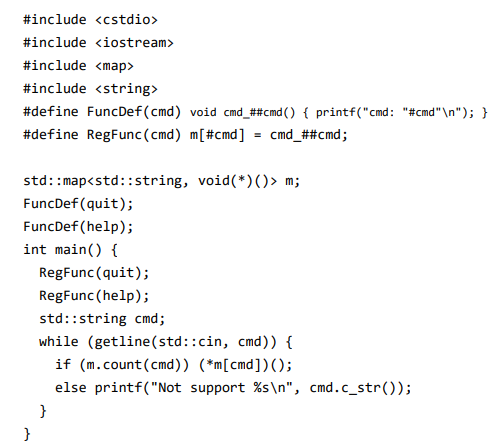 #include <cstdio>
#include <iostream>
#include <map>
#include <string>
#define FuncDef(cmd) void cmd_##cmd() { printf("cmd: "#cmd"\n"); }
#define RegFunc(cmd) m[#cmd] = cmd_##cmd;

std::map<std::string, void(*)()> m;
FuncDef(quit);
FuncDef(help);
int main() {
  RegFunc(quit);
  RegFunc(help);
  std::string cmd;
  while (getline(std::cin, cmd)) {
    if (m.count(cmd)) (*m[cmd])();
    else printf("Not support %s\n", cmd.c_str());
  }
}